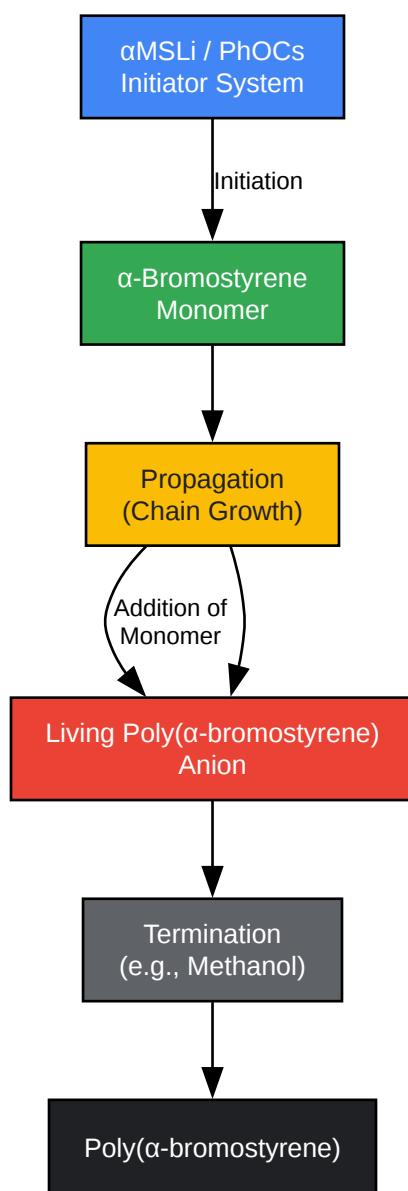 αMSLi / PhOCs
Initiator System
Initiation
α-Bromostyrene
Monomer
Propagation
(Chain Growth)
Addition of
Monomer
Living Poly(α-bromostyrene)
Anion
Termination
(e.g., Methanol)
Poly(α-bromostyrene)